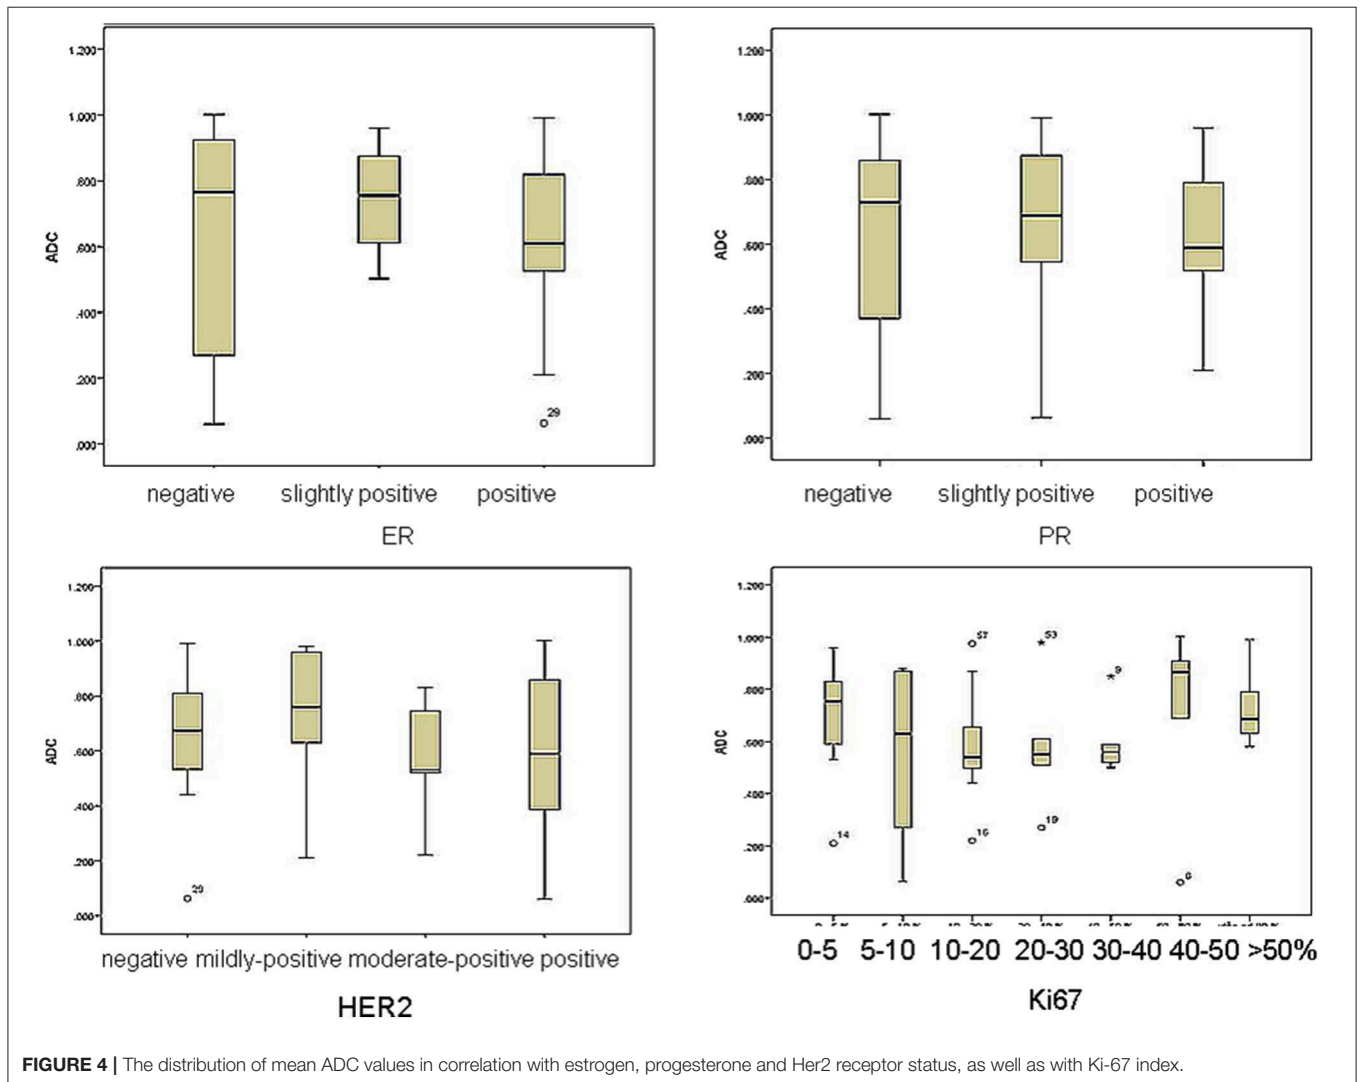 1.200
1.000
.800
.600
.400
.200
.000
ADC
29
negative slightly positive positive
ER
1.200
1.000
.800
.600
.400
.200
.000
ADC
negative slightly positive positive
PR
1.200
1.000
.800
.600
.400
.200
.000
ADC
29
negative mildly-positive moderate-positive positive
HER2
1.200
1.000
.800
.600
.400
.200
.000
ADC
57
53
9
14
16
19
6
0-5 5-10 10-20 20-30 30-40 40-50 >50%
Ki67
FIGURE 4 | The distribution of mean ADC values in correlation with estrogen, progesterone and Her2 receptor status, as well as with Ki-67 index.